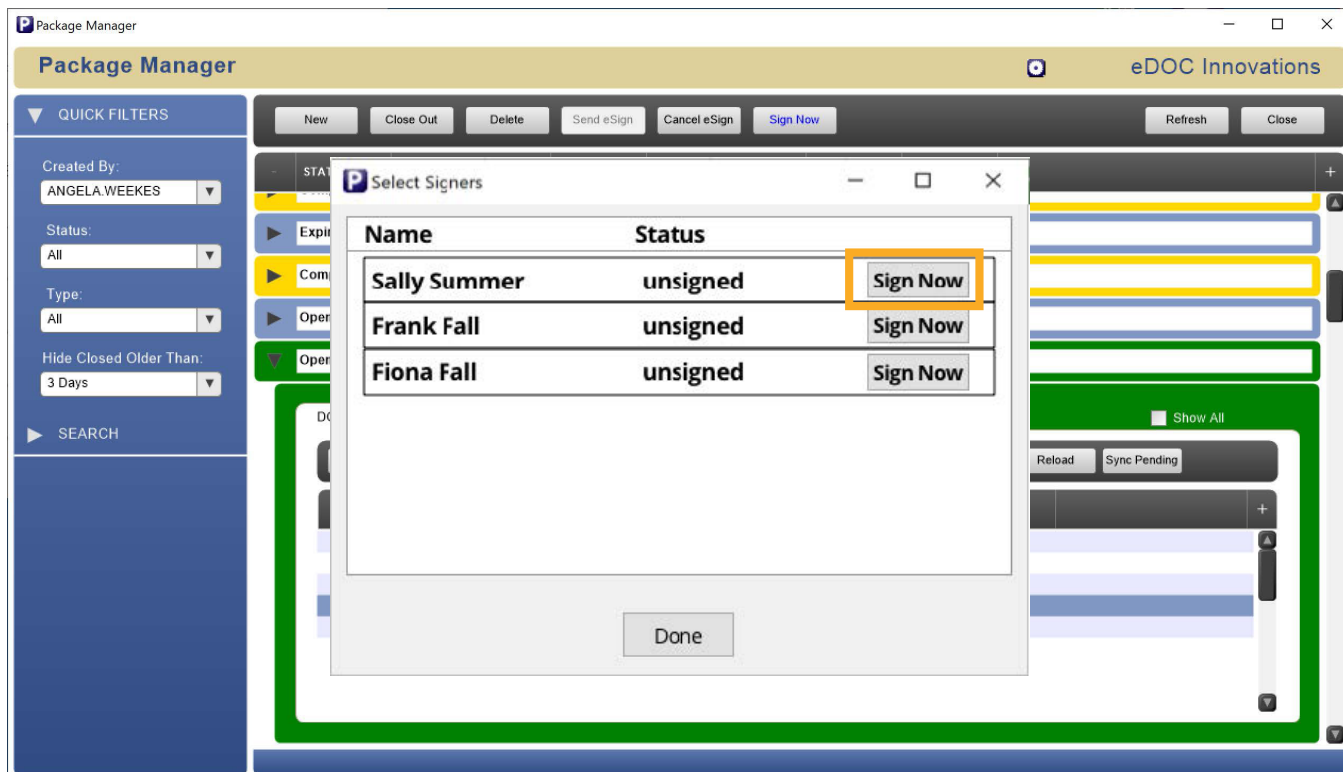 Package Manager
Package Manager
eDOC Innovations
QUICK FILTERS
New Close Out Delete Send eSign Cancel eSign Sign Now Refresh Close
Created By:
ANGELA.WEEKES
Status:
All
Type:
All
Hide Closed Older Than:
3 Days
SEARCH
- +
Select Signers
Name Status
Sally Summer unsigned Sign Now
Frank Fall unsigned Sign Now
Fiona Fall unsigned Sign Now
Done
Show All
Reload Sync Pending
+